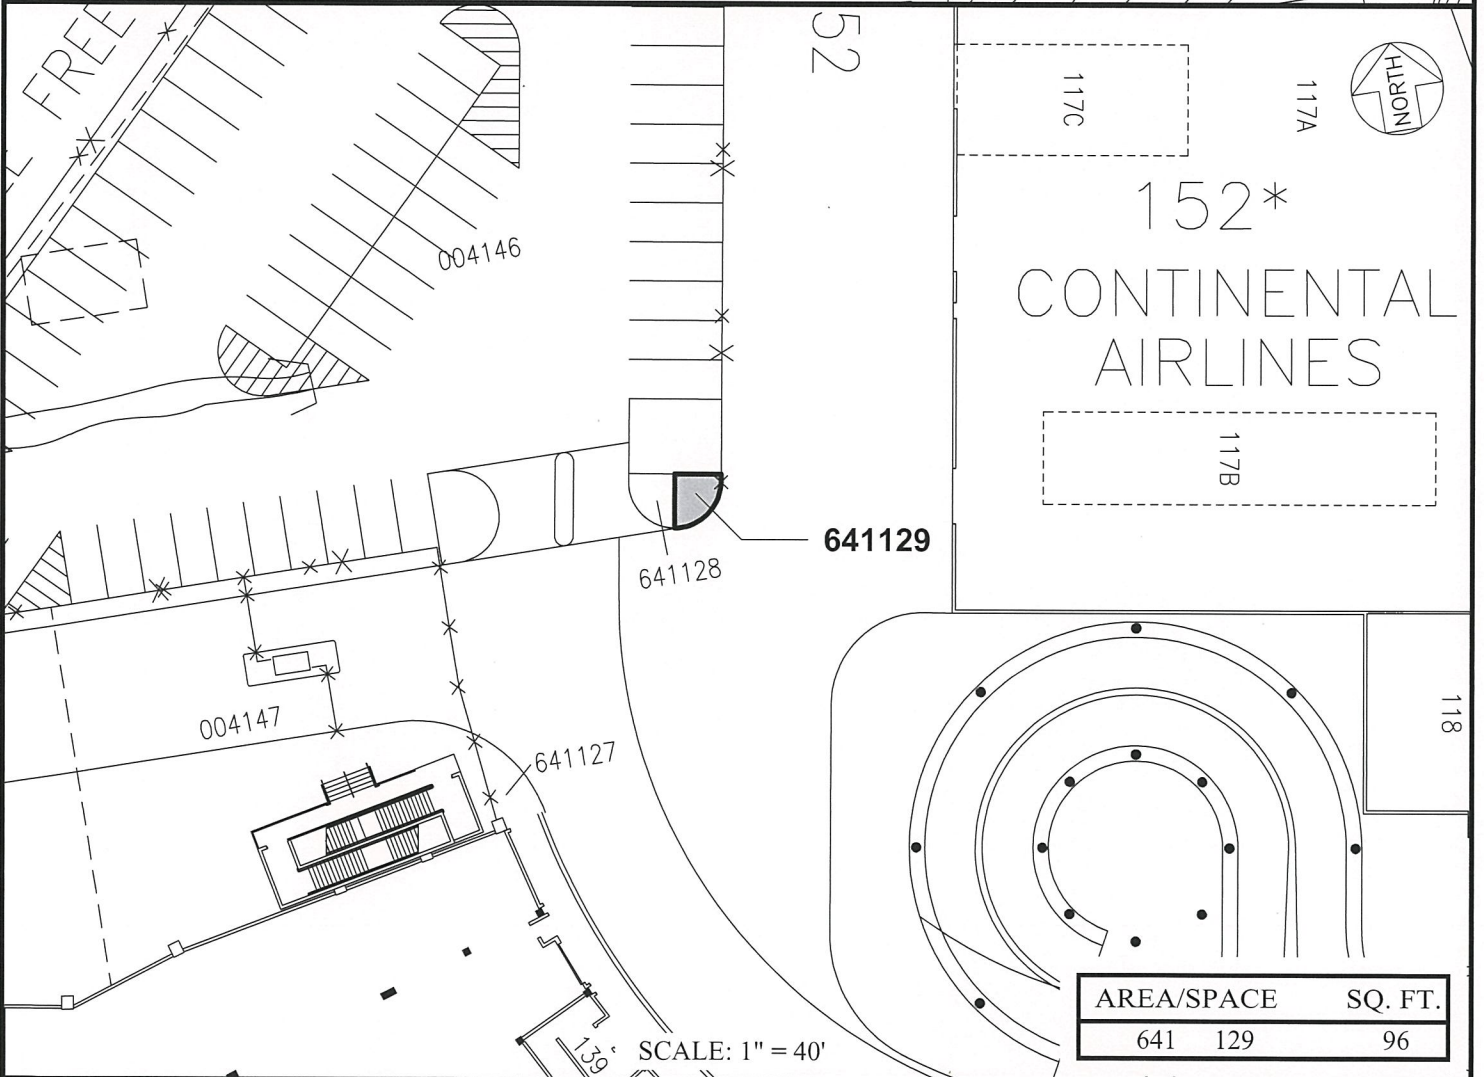 FREE
52
117C
117A
NORTH
152*
004146
CONTINENTAL
AIRLINES
117B
641129
641128
118
004147
641127
AREA/SPACE SQ. FT.
641 129 96
139
SCALE: 1" = 40'